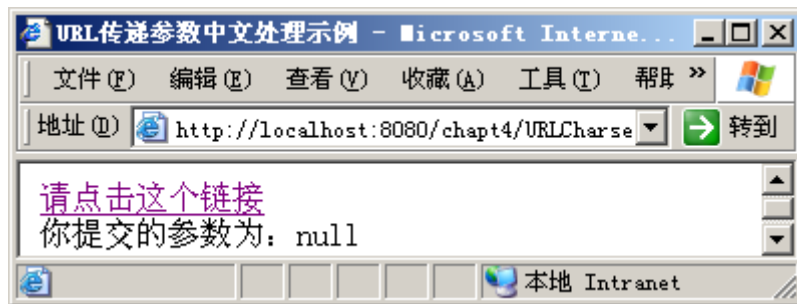 URL传递参数中文处理示例 - Microsoft Interne...
文件(F) 编辑(E) 查看(V) 收藏(A) 工具(T) 帮助 »
地址(D) http://localhost:8080/chapt4/URLCharse 转到
请点击这个链接
你提交的参数为: null
本地 Intranet